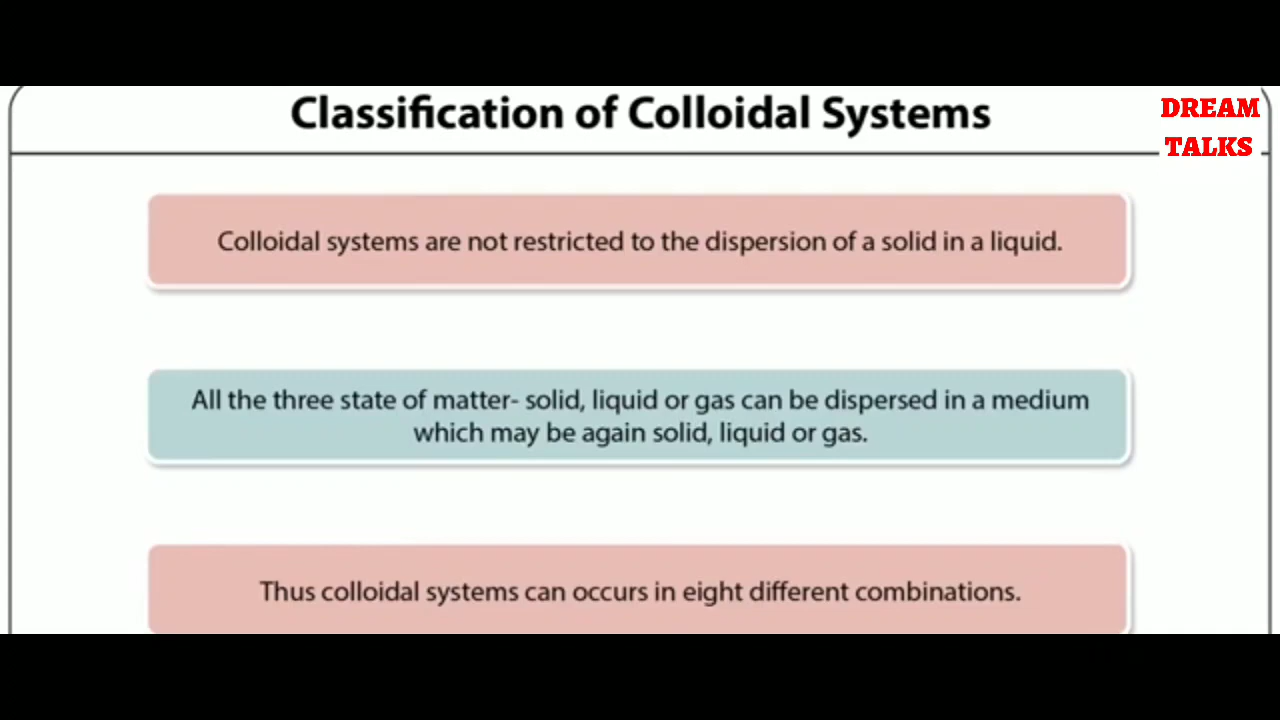 Classification of Colloidal Systems
DREAM
TALKS
Colloidal systems are not restricted to the dispersion of a solid in a liquid.
All the three state of matter- solid, liquid or gas can be dispersed in a medium
which may be again solid, liquid or gas.
Thus colloidal systems can occurs in eight different combinations.